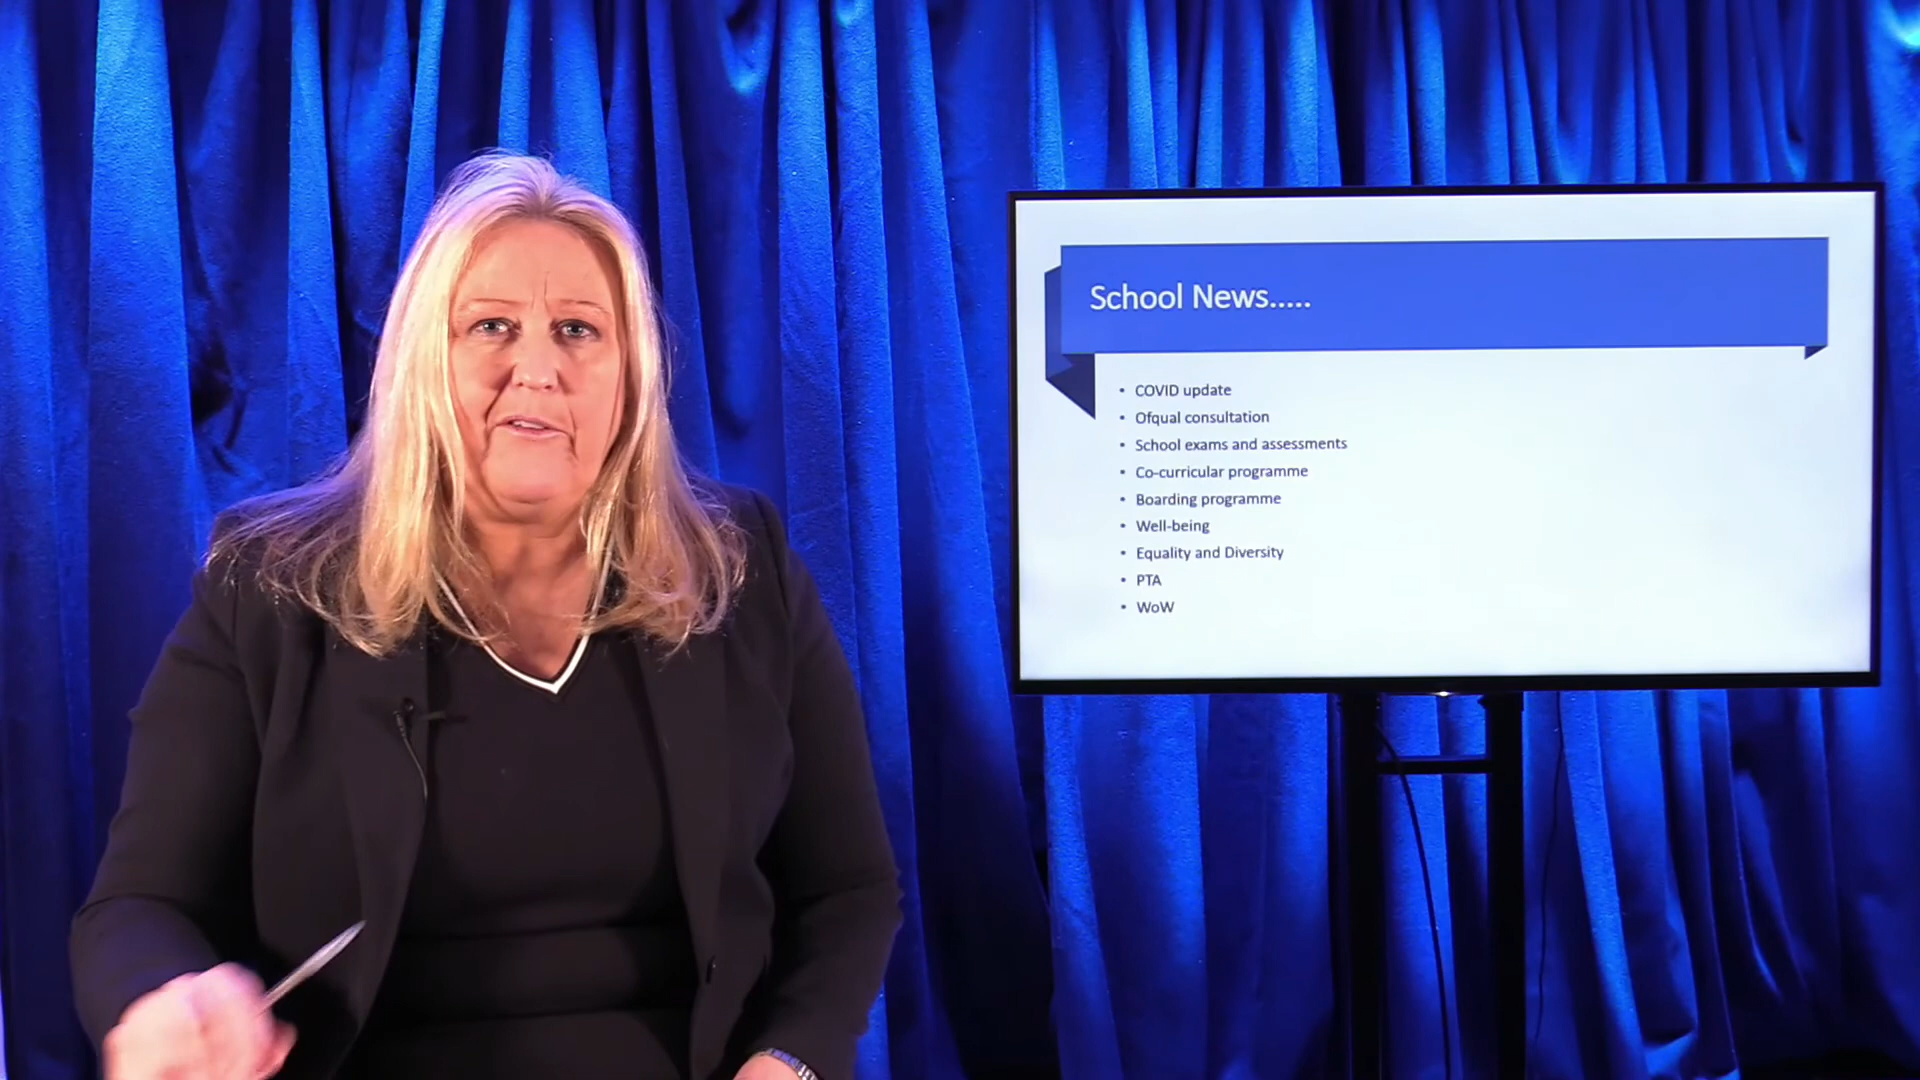 School News.....
• COVID update
• Ofqual consultation
• School exams and assessments
• Co-curricular programme
• Boarding programme
• Well-being
• Equality and Diversity
• PTA
• WoW